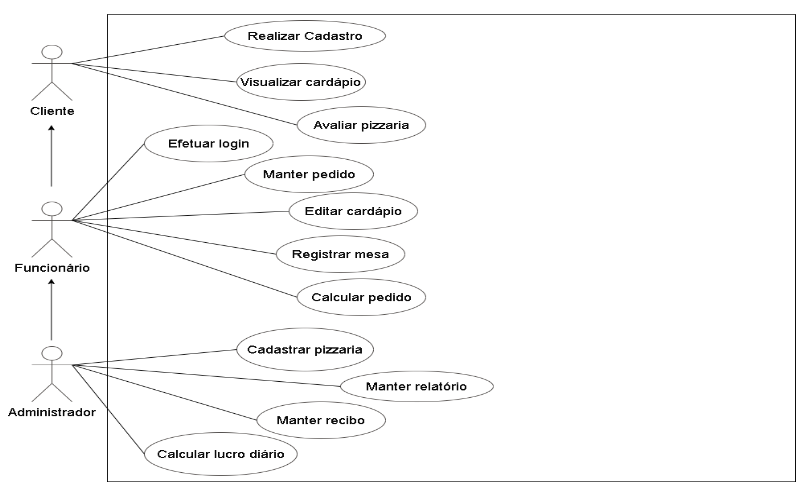 Realizar Cadastro
Visualizar cardápio
Cliente
Avaliar pizzaria
Efetuar login
Manter pedido
Editar cardápio
Registrar mesa
Funcionário
Calcular pedido
Cadastrar pizzaria
Manter relatório
Administrador
Manter recibo
Calcular lucro diário